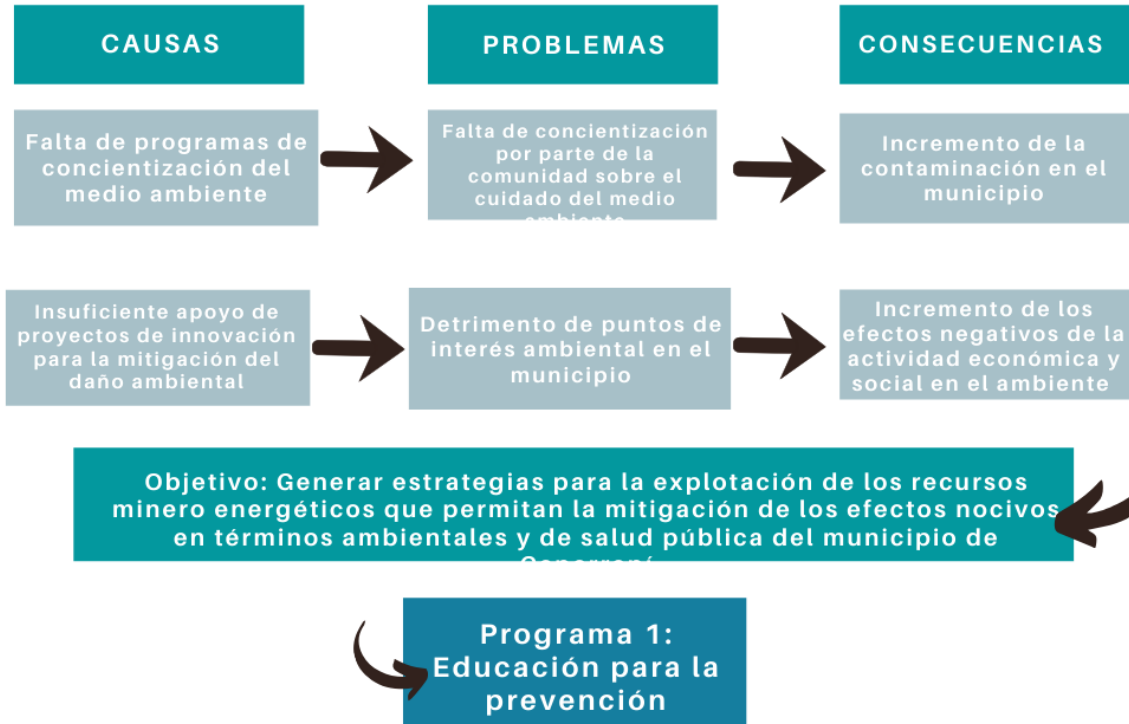 CAUSAS
PROBLEMAS
CONSECUENCIAS
Falta de programas de
concientización del
medio ambiente
Falta de concientización
por parte de la
comunidad sobre el
cuidado del medio
ambiente
Incremento de la
contaminación en el
municipio
Insuficiente apoyo de
proyectos de innovación
para la mitigación del
daño ambiental
Detrimento de puntos de
interés ambiental en el
municipio
Incremento de los
efectos negativos de la
actividad económica y
social en el ambiente
Objetivo: Generar estrategias para la explotación de los recursos
minero energéticos que permitan la mitigación de los efectos nocivos
en términos ambientales y de salud pública del municipio de
Programa 1:
Educación para la
prevención